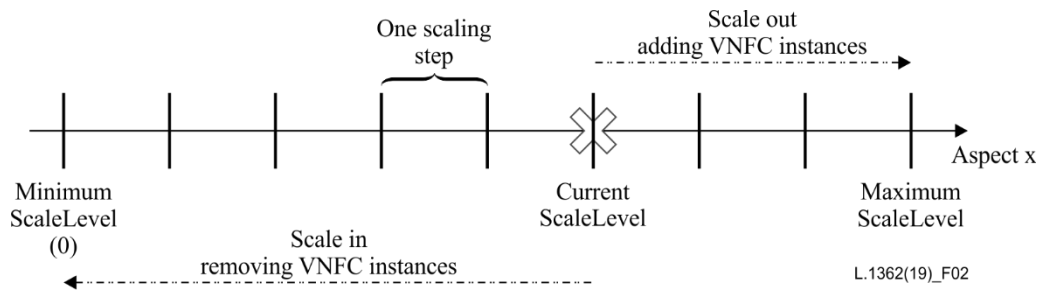 One scaling
step
Scale out
adding VNFC instances
Aspect x
Minimum
ScaleLevel
(0)
Current
ScaleLevel
Maximum
ScaleLevel
Scale in
removing VNFC instances
L.1362(19)_F02